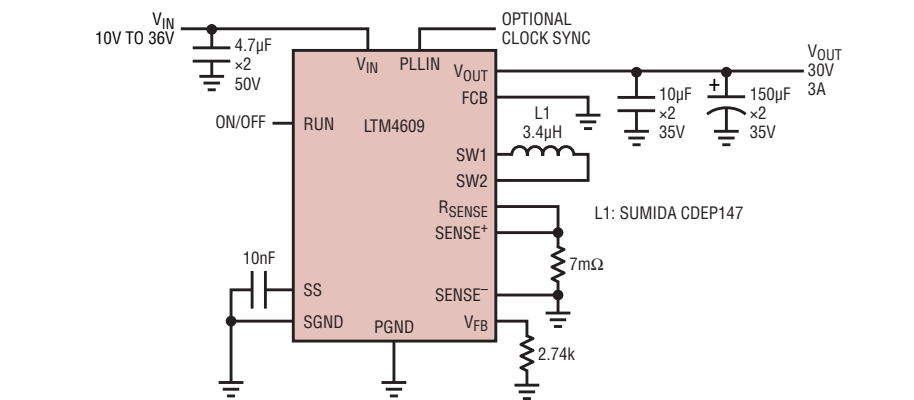 VIN
10V TO 36V
4.7µF
×2
50V
OPTIONAL
CLOCK SYNC
VIN
PLLIN
VOUT
FCB
ON/OFF
RUN
LTM4609
L1
3.4µH
10µF
×2
35V
+
150µF
×2
35V
VOUT
30V
3A
SW1
SW2
RSENSE
SENSE+
L1: SUMIDA CDEP147
7mΩ
10nF
SS
SENSE–
SGND
PGND
VFB
2.74k